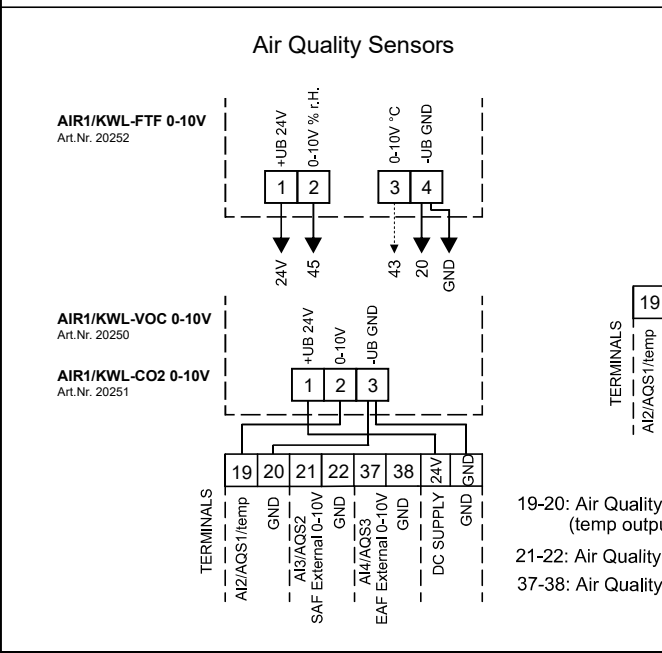 Air Quality Sensors
AIR1/KWL-FTF 0-10V
Art.Nr. 20252
+UB 24V
0-10V % r.H.
0-10V °C
-UB GND
1 2 3 4
24V
45
43
20
GND
AIR1/KWL-VOC 0-10V
Art.Nr. 20250
AIR1/KWL-CO2 0-10V
Art.Nr. 20251
+UB 24V
0-10V
-UB GND
1 2 3
19 20 21 22 37 38 24V GND
TERMINALS
AI2/AQS1/temp
GND
AI3/AQS2
SAF External 0-10V
GND
AI4/AQS3
EAF External 0-10V
GND
DC SUPPLY
GND
19
TERMINALS
AI2/AQS1/temp
19-20: Air Quality
(temp outpu
21-22: Air Quality
37-38: Air Quality